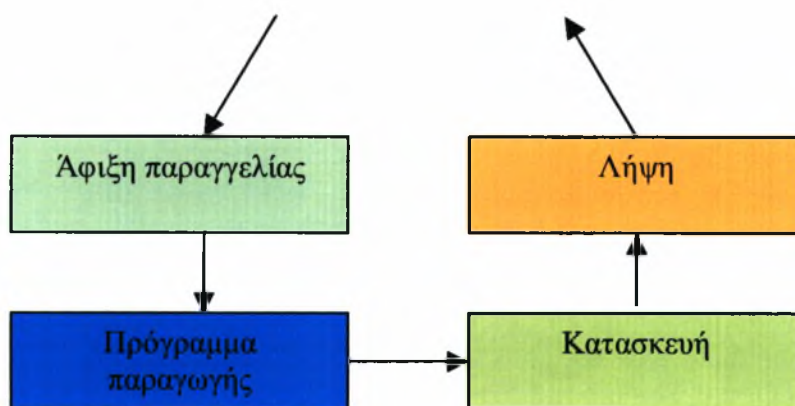 Άφιξη παραγγελίας
Λήψη
Πρόγραμμα
παραγωγής
Κατασκευή